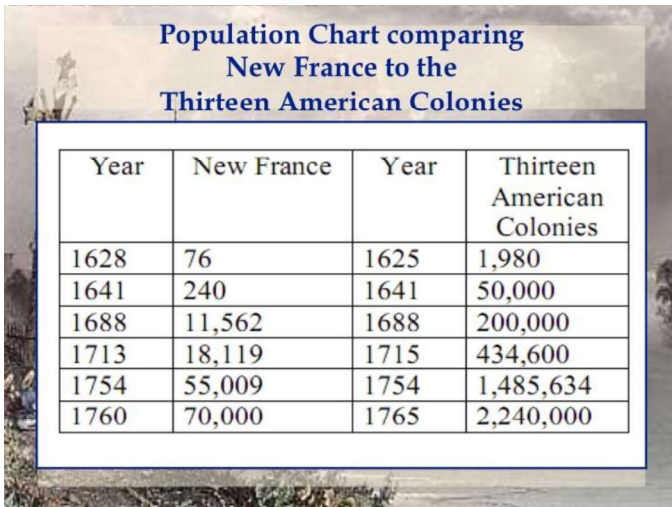 Population Chart comparing
New France to the
Thirteen American Colonies
Year New France Year Thirteen
American
Colonies
1628 76 1625 1,980
1641 240 1641 50,000
1688 11,562 1688 200,000
1713 18,119 1715 434,600
1754 55,009 1754 1,485,634
1760 70,000 1765 2,240,000